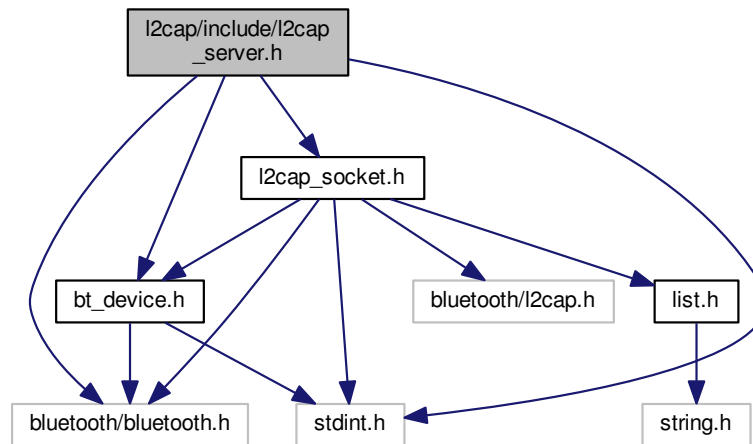 l2cap/include/l2cap
_server.h
l2cap_socket.h
bt_device.h
bluetooth/l2cap.h
list.h
bluetooth/bluetooth.h
stdint.h
string.h